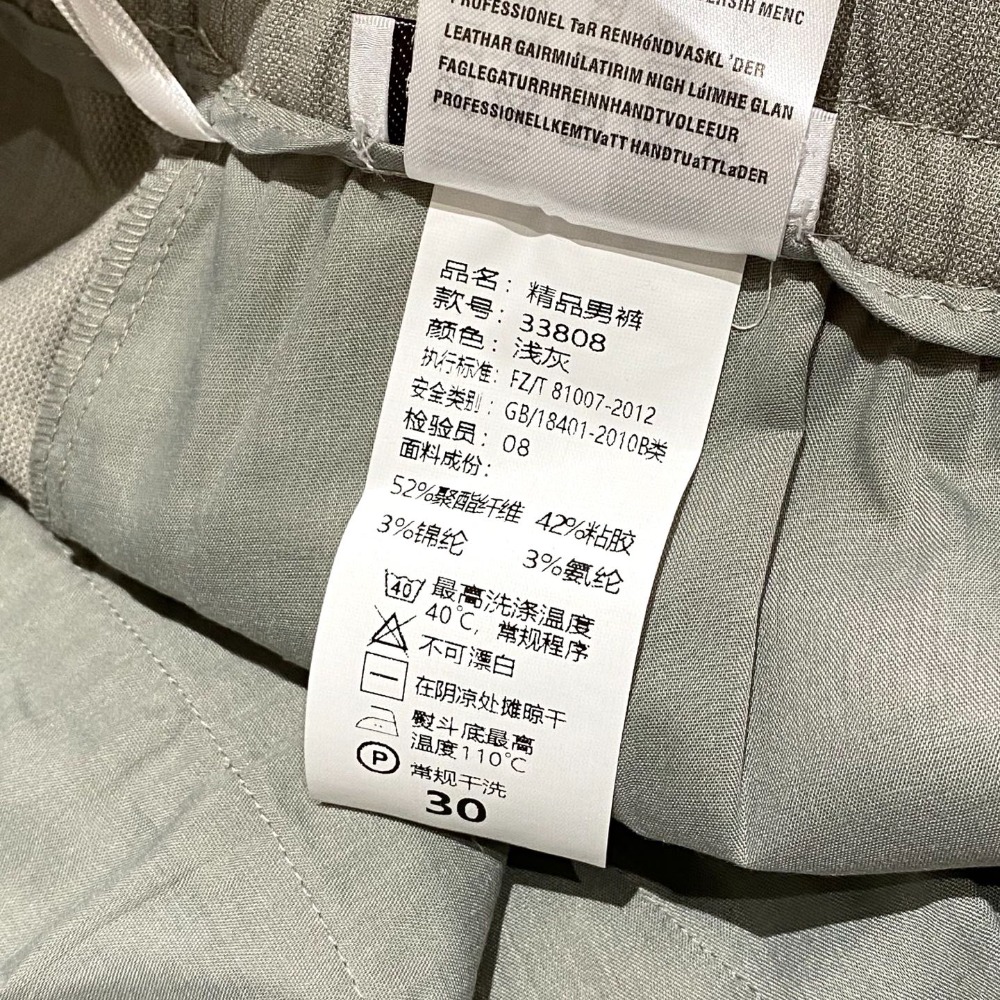 PROFESSIONEL TaR RENHóNDVASKL 'DER
LEATHAR GAIRMIúLATIRIM NIGH LáIMHE GLAN
FAGLEGATURRHREINNHANDTVOLEEUR
PROFESSIONELLKEMTVaTT HANDTUaTTLaDER
品名：精品男裤
款号：33808
颜色：浅灰
执行标准：FZ/T 81007-2012
安全类别：GB/18401-2010B类
检验员：08
面料成份：
52%聚酯纤维 42%粘胶
3%锦纶 3%氨纶
40 最高洗涤温度
40℃，常规程序
不可漂白
在阴凉处摊晾干
熨斗底最高
温度110℃
P 常规干洗
30